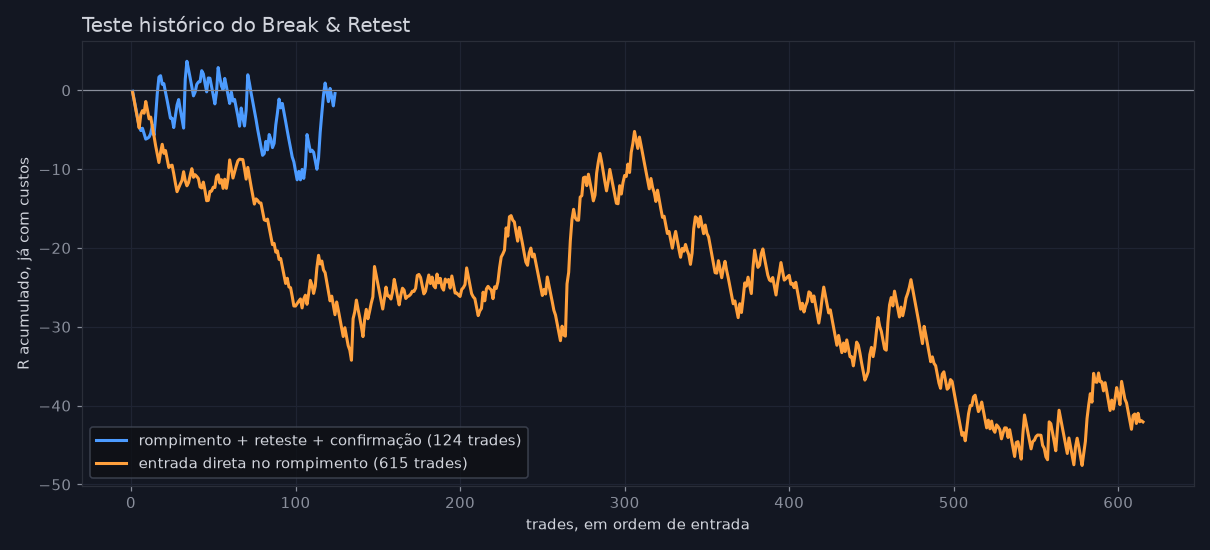 Teste histórico do Break & Retest
R acumulado, já com custos
0
−10
−20
−30
−40
−50
rompimento + reteste + confirmação (124 trades)
entrada direta no rompimento (615 trades)
0 100 200 300 400 500 600
trades, em ordem de entrada